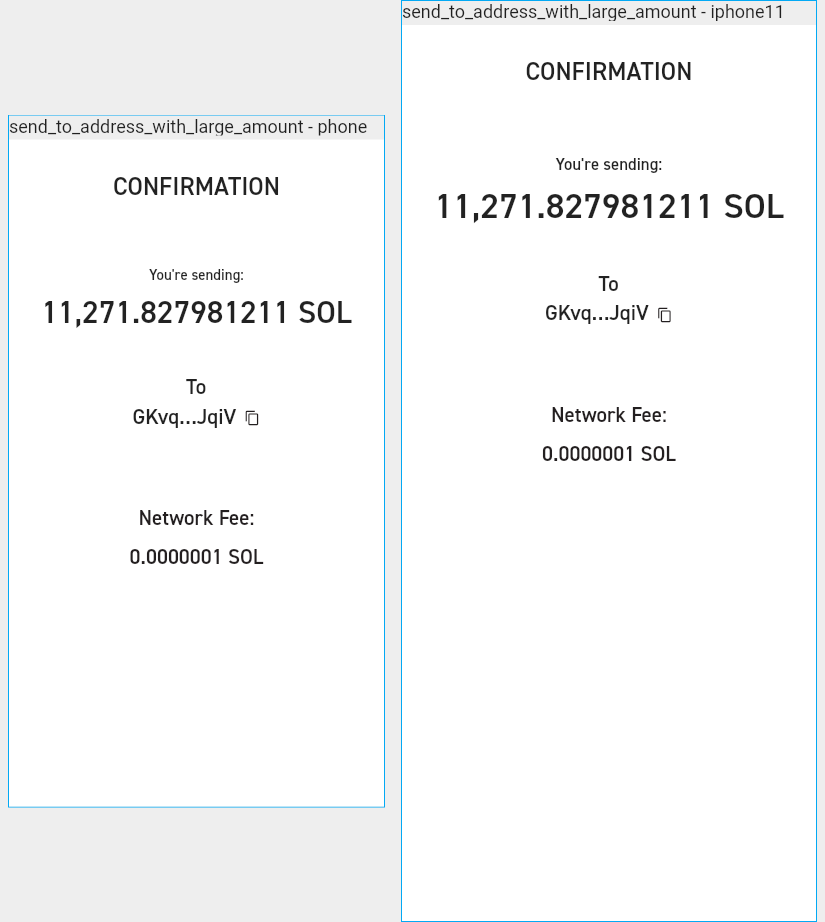 send_to_address_with_large_amount - phone
CONFIRMATION
You're sending:
11,271.827981211 SOL
To
GKvq...JqiV
Network Fee:
0.0000001 SOL
send_to_address_with_large_amount - iphone11
CONFIRMATION
You're sending:
11,271.827981211 SOL
To
GKvq...JqiV
Network Fee:
0.0000001 SOL